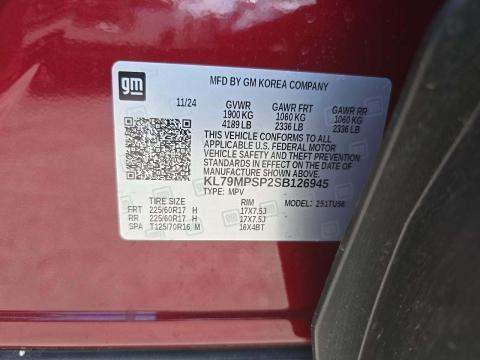 gm
MFD BY GM KOREA COMPANY
11/24 GVWR GAWR FRT GAWR RR
1900 KG 1060 KG 1060 KG
4189 LB 2336 LB 2336 LB
THIS VEHICLE CONFORMS TO ALL
APPLICABLE U.S. FEDERAL MOTOR
VEHICLE SAFETY AND THEFT PREVENTION
STANDARDS IN EFFECT ON THE DATE OF
MANUFACTURE SHOWN ABOVE.
KL79MPSP2SB126945
TYPE: MPV
TIRE SIZE RIM MODEL: 251TU56
FRT 225/60R17 H 17X7.5J
RR 225/60R17 H 17X7.5J
SPA T125/70R16 M 16X4BT